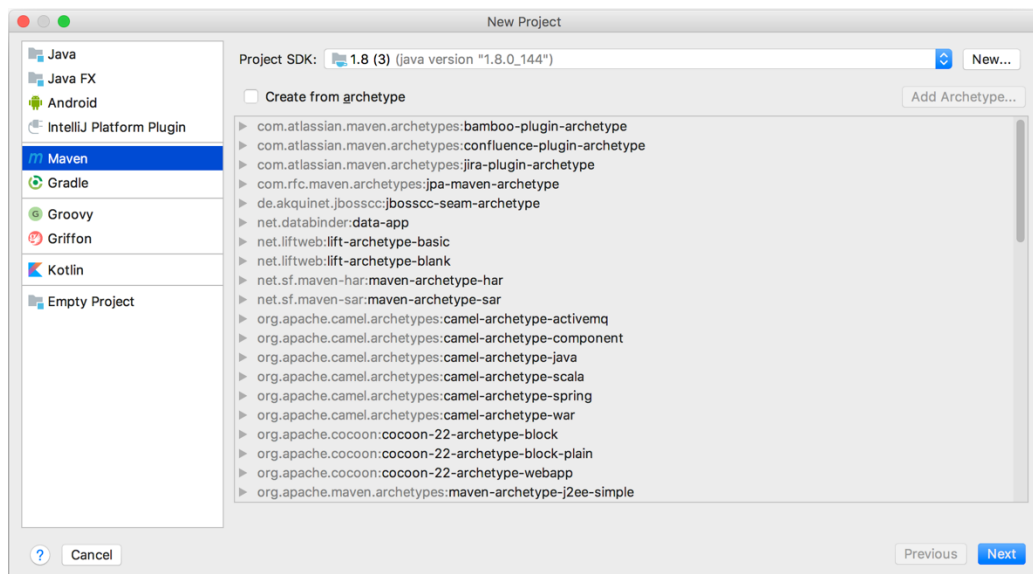 New Project
Java
Java FX
Android
IntelliJ Platform Plugin
m Maven
Gradle
G Groovy
Griffon
Kotlin
Empty Project
Project SDK: 1.8 (3) (java version "1.8.0_144") New...
Create from archetype Add Archetype...
com.atlassian.maven.archetypes:bamboo-plugin-archetype
com.atlassian.maven.archetypes:confluence-plugin-archetype
com.atlassian.maven.archetypes:jira-plugin-archetype
com.rfc.maven.archetypes:jpa-maven-archetype
de.akquinet.jbosscc:jbosscc-seam-archetype
net.databinder:data-app
net.liftweb:lift-archetype-basic
net.liftweb:lift-archetype-blank
net.sf.maven-har:maven-archetype-har
net.sf.maven-sar:maven-archetype-sar
org.apache.camel.archetypes:camel-archetype-activemq
org.apache.camel.archetypes:camel-archetype-component
org.apache.camel.archetypes:camel-archetype-java
org.apache.camel.archetypes:camel-archetype-scala
org.apache.camel.archetypes:camel-archetype-spring
org.apache.camel.archetypes:camel-archetype-war
org.apache.cocoon:cocoon-22-archetype-block
org.apache.cocoon:cocoon-22-archetype-block-plain
org.apache.cocoon:cocoon-22-archetype-webapp
org.apache.maven.archetypes:maven-archetype-j2ee-simple
? Cancel Previous Next